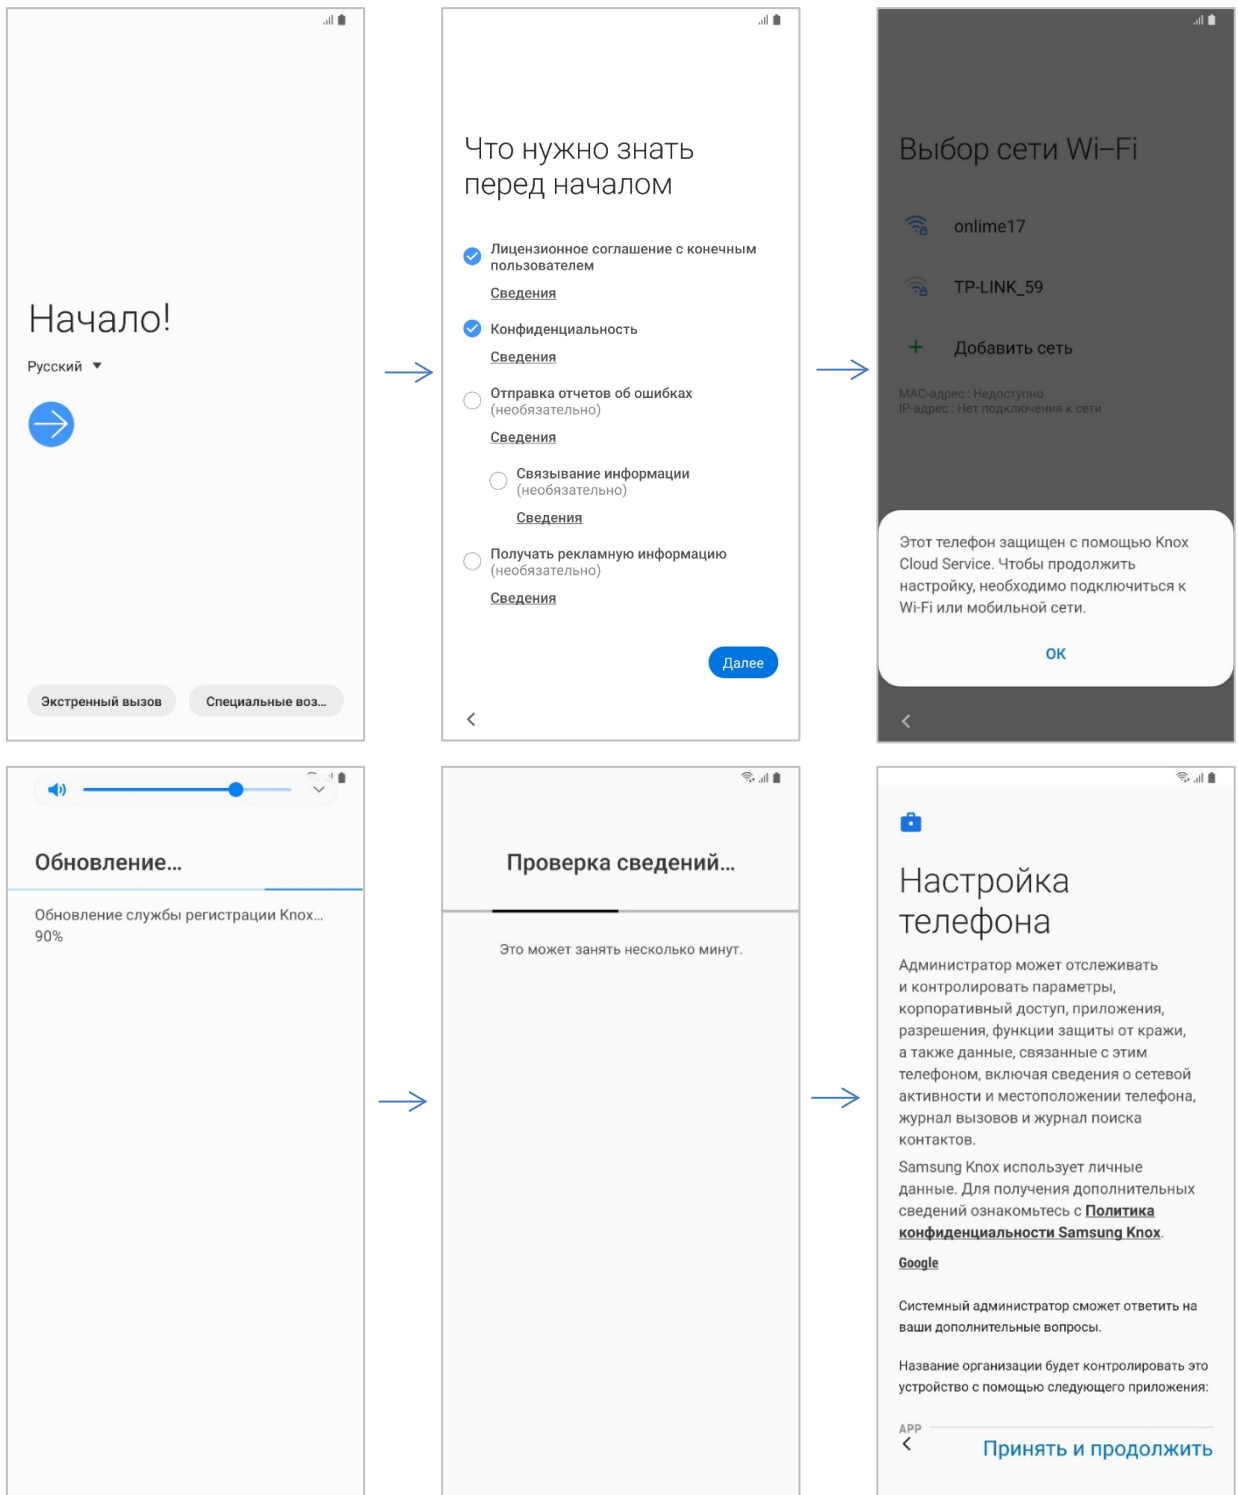 Начало!
Русский
Экстренный вызов
Специальные воз...
Что нужно знать
перед началом
Лицензионное соглашение с конечным
пользователем
Сведения
Конфиденциальность
Сведения
Отправка отчетов об ошибках
(необязательно)
Сведения
Связывание информации
(необязательно)
Сведения
Получать рекламную информацию
(необязательно)
Сведения
Далее
Выбор сети Wi-Fi
onlime17
TP-LINK_59
Добавить сеть
MAC-адрес : Недоступно
IP-адрес : Нет подключения к сети
Этот телефон защищен с помощью Knox
Cloud Service. Чтобы продолжить
настройку, необходимо подключиться к
Wi-Fi или мобильной сети.
ОК
Обновление...
Обновление службы регистрации Knox...
90%
Проверка сведений...
Это может занять несколько минут.
Настройка
телефона
Администратор может отслеживать
и контролировать параметры,
корпоративный доступ, приложения,
разрешения, функции защиты от кражи,
а также данные, связанные с этим
телефоном, включая сведения о сетевой
активности и местоположении телефона,
журнал вызовов и журнал поиска
контактов.
Samsung Knox использует личные
данные. Для получения дополнительных
сведений ознакомьтесь с Политика
конфиденциальности Samsung Knox.
Google
Системный администратор сможет ответить на
ваши дополнительные вопросы.
Название организации будет контролировать это
устройство с помощью следующего приложения:
APP
Принять и продолжить